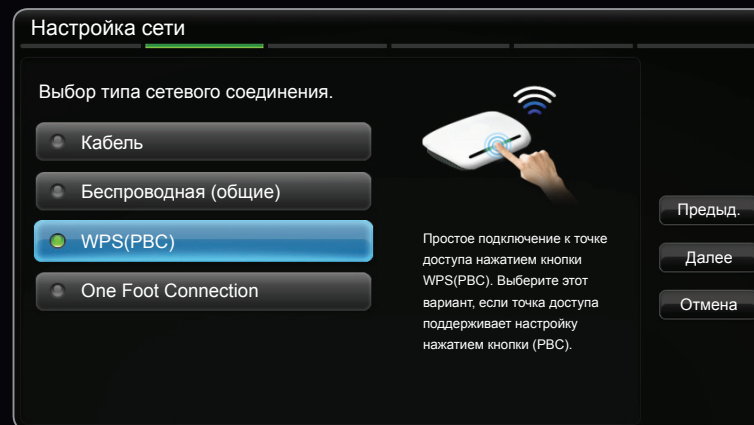 Настройка сети
Выбор типа сетевого соединения.
Кабель
Беспроводная (общие)
WPS(PBC)
One Foot Connection
Простое подключение к точке
доступа нажатием кнопки
WPS(PBC). Выберите этот
вариант, если точка доступа
поддерживает настройку
нажатием кнопки (PBC).
Предыд.
Далее
Отмена